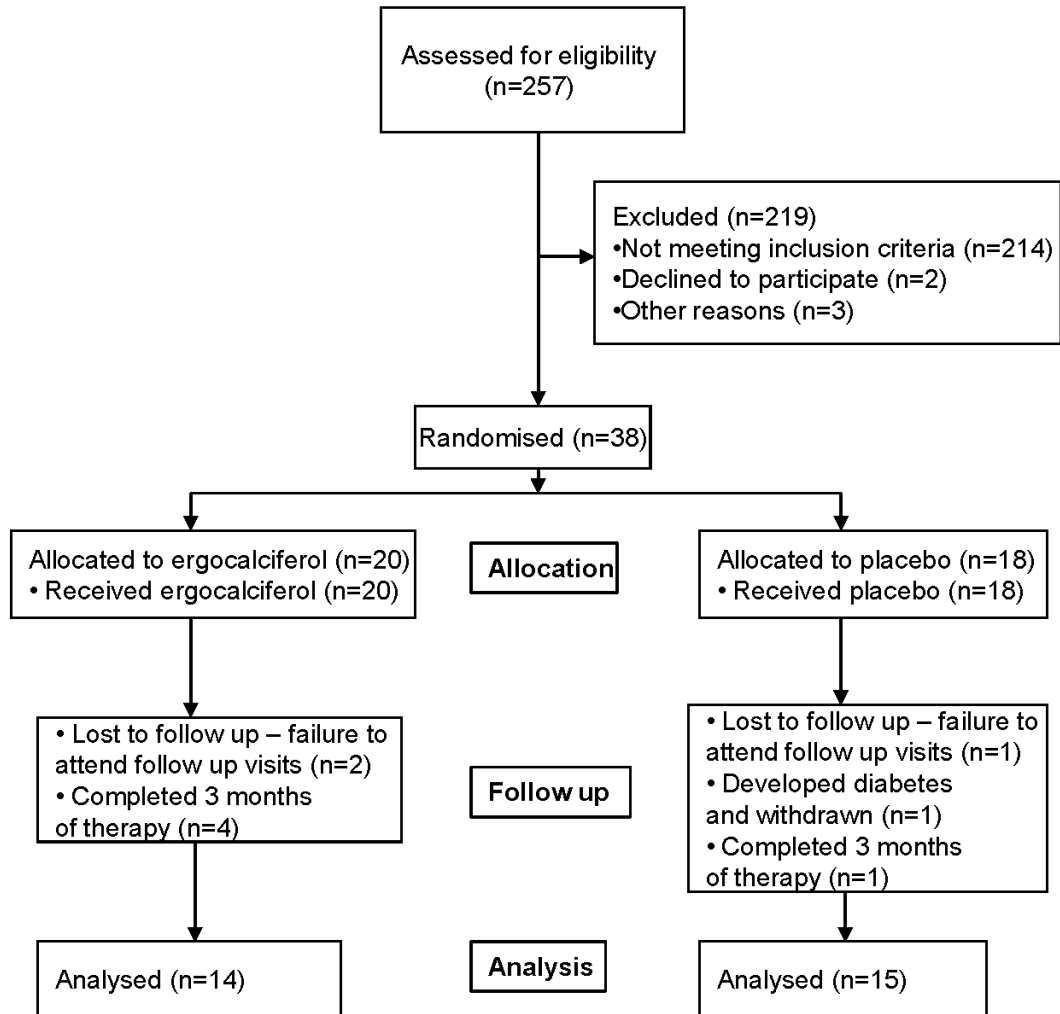 Assessed for eligibility
(n=257)
Excluded (n=219)
•Not meeting inclusion criteria (n=214)
•Declined to participate (n=2)
•Other reasons (n=3)
Randomised (n=38)
Allocated to ergocalciferol (n=20)
• Received ergocalciferol (n=20)
Allocation
Allocated to placebo (n=18)
• Received placebo (n=18)
• Lost to follow up – failure to
attend follow up visits (n=2)
• Completed 3 months
of therapy (n=4)
Follow up
• Lost to follow up – failure to
attend follow up visits (n=1)
• Developed diabetes
and withdrawn (n=1)
• Completed 3 months
of therapy (n=1)
Analysed (n=14)
Analysis
Analysed (n=15)